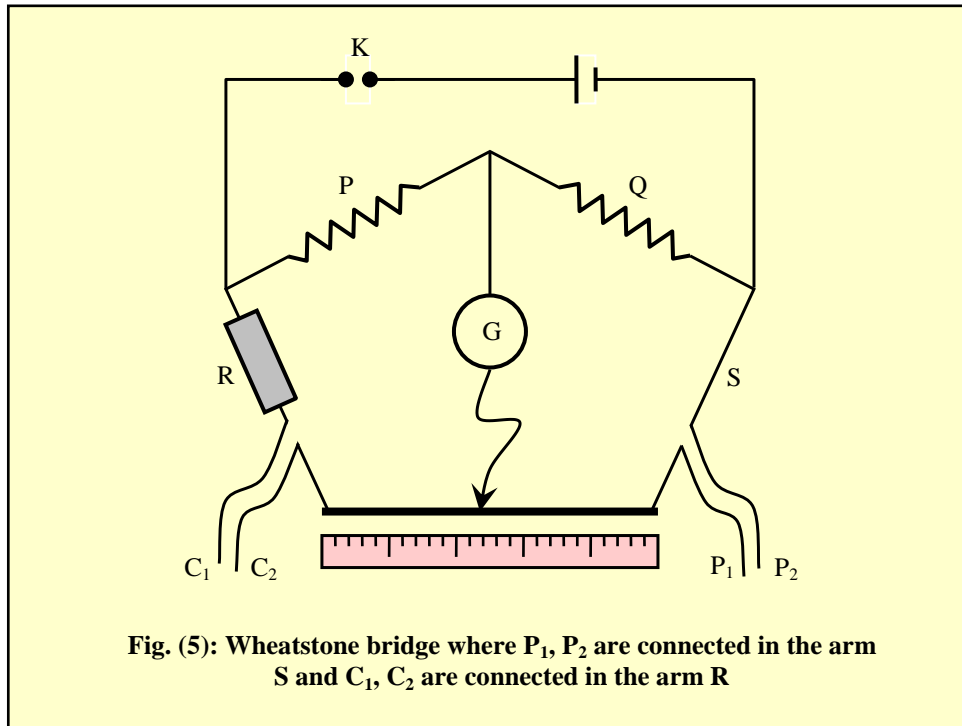 K
P
Q
G
R
S
C₁
C₂
P₁
P₂
Fig. (5): Wheatstone bridge where P₁, P₂ are connected in the arm
S and C₁, C₂ are connected in the arm R